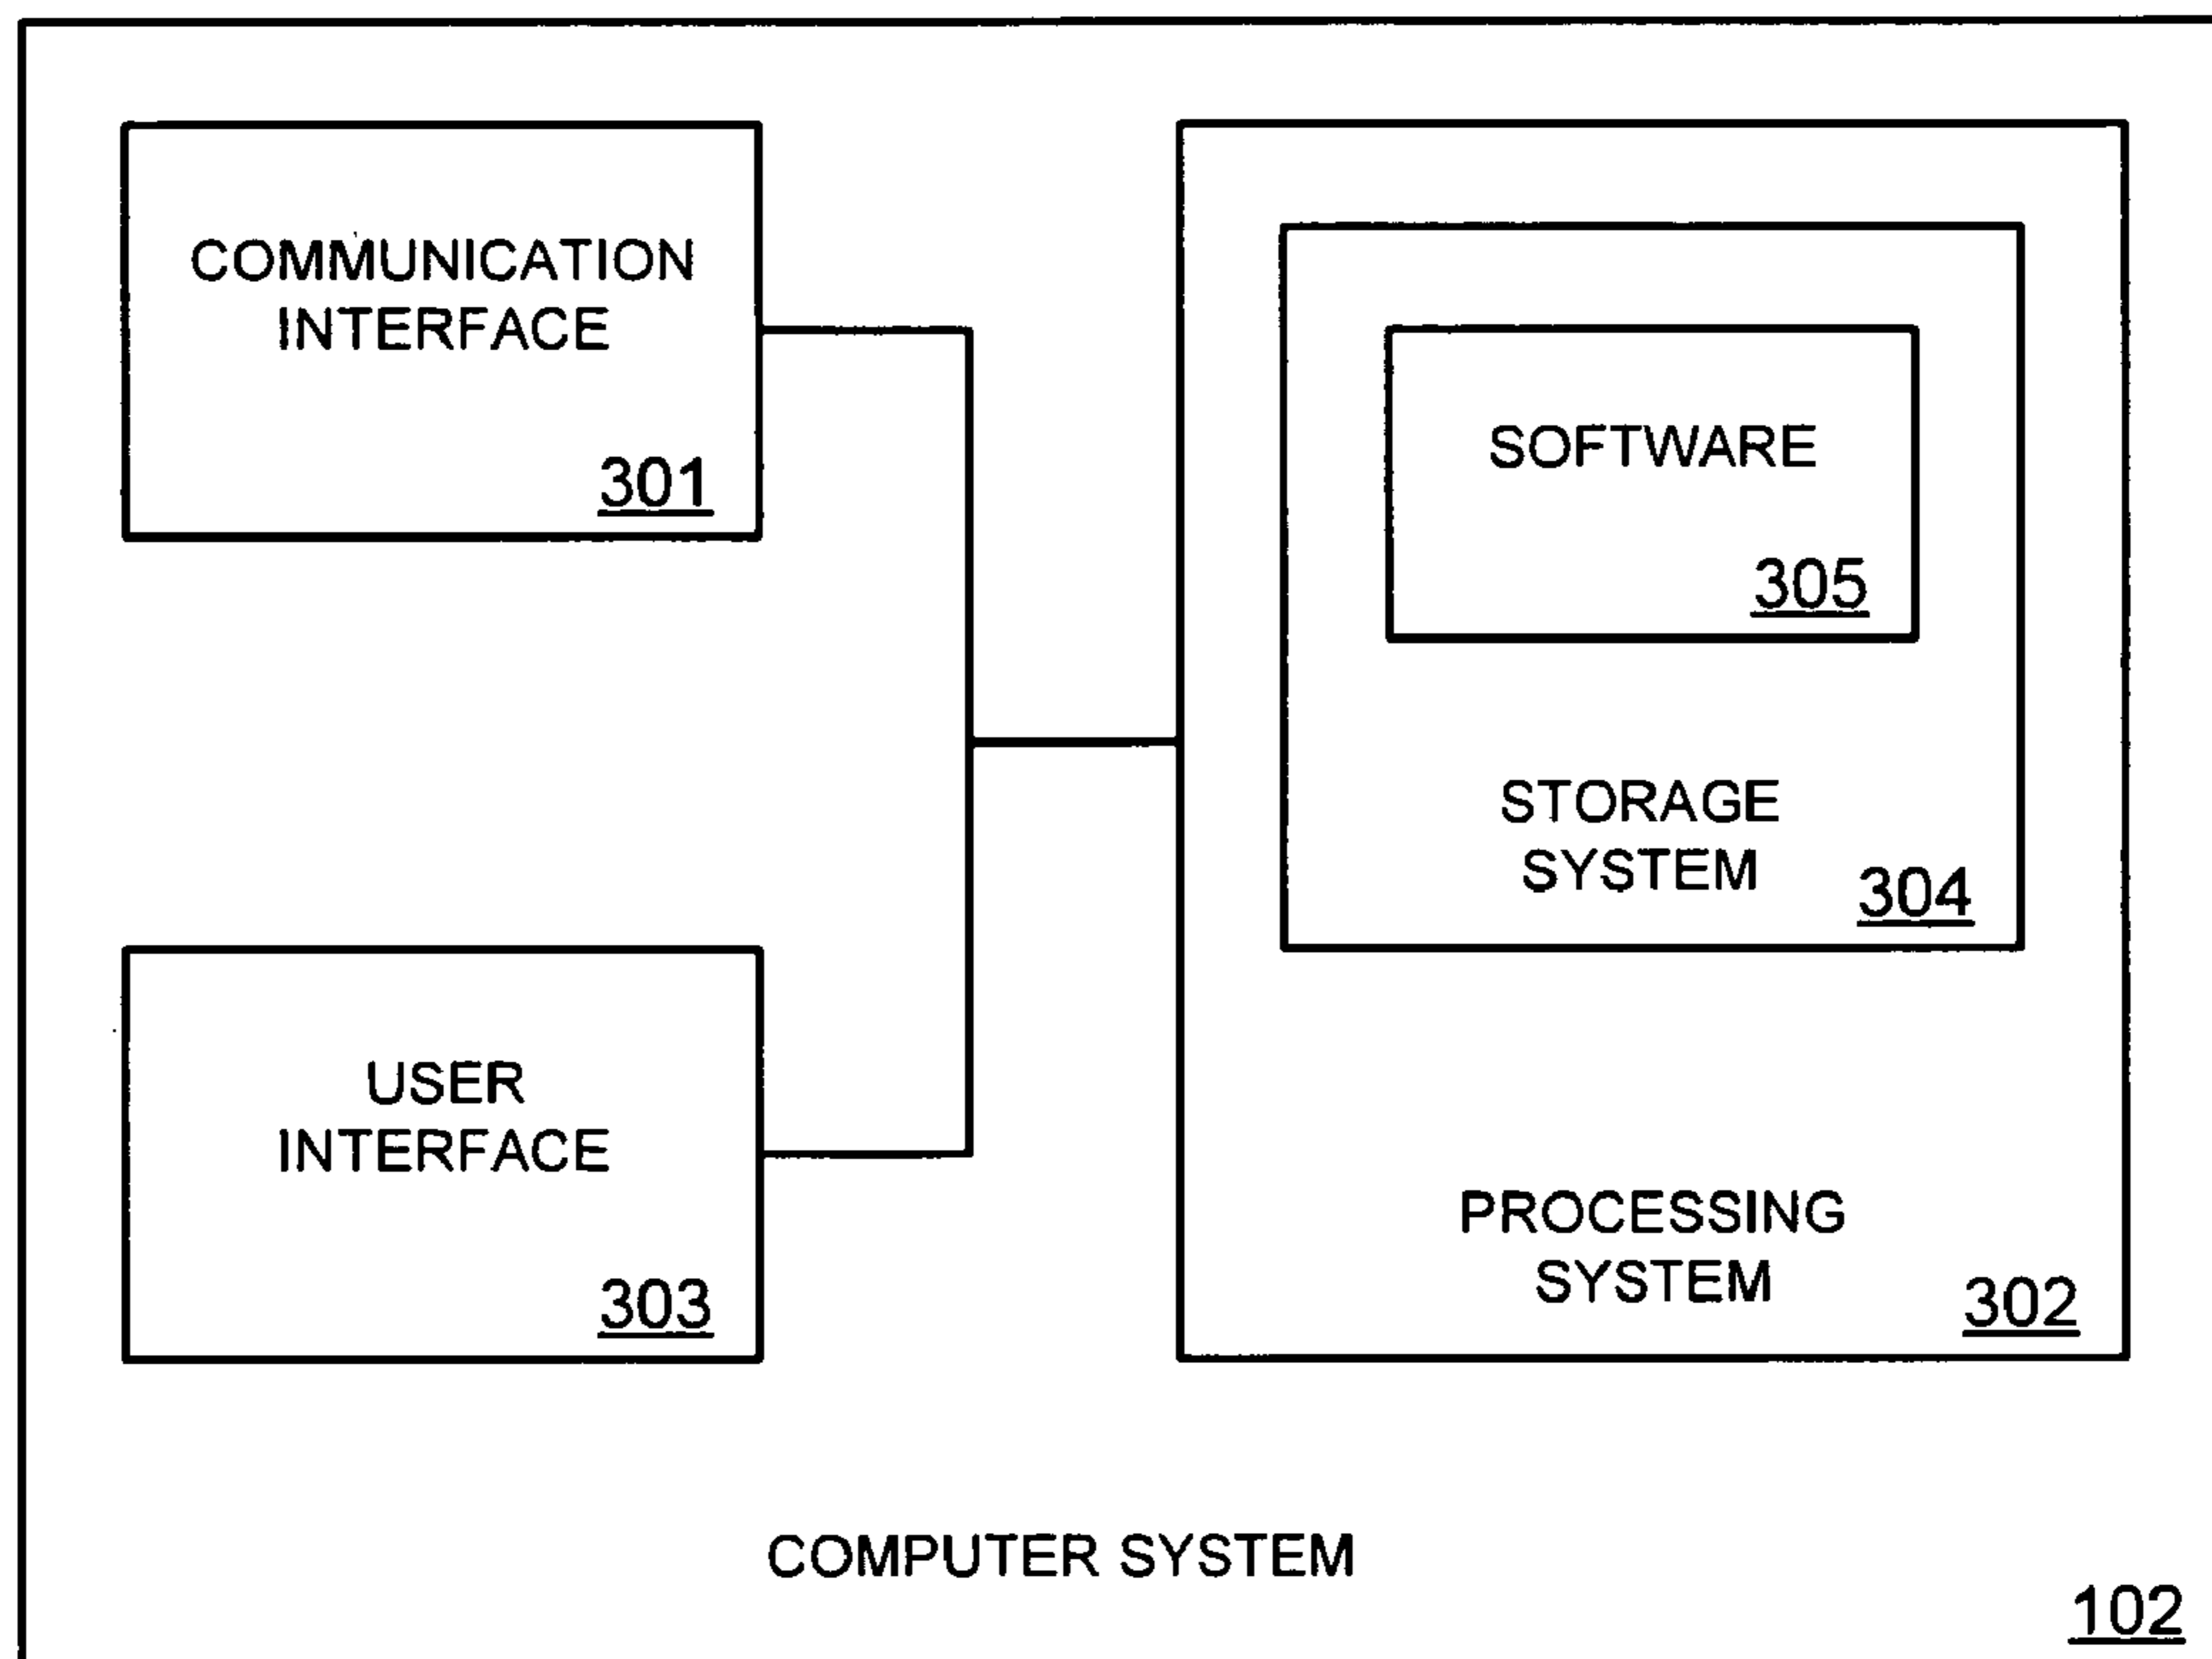 COMMUNICATION
INTERFACE
301
SOFTWARE
305
STORAGE
SYSTEM
304
USER
INTERFACE
303
PROCESSING
SYSTEM
302
COMPUTER SYSTEM
102